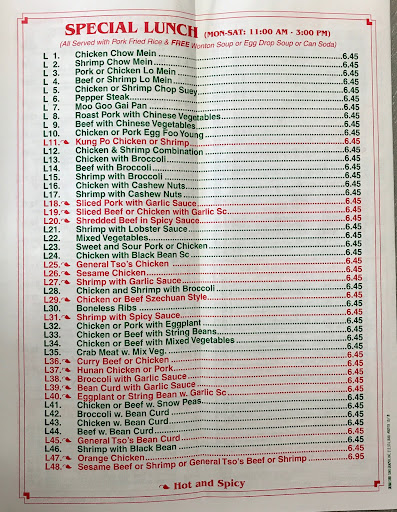 SPECIAL LUNCH (MON-SAT: 11:00 AM - 3:00 PM)
(All Served with Pork Fried Rice & FREE Wonton Soup or Egg Drop Soup or Can Soda)
L 1. Chicken Chow Mein 6.45
L 2. Shrimp Chow Mein 6.45
L 3. Pork or Chicken Lo Mein 6.45
L 4. Beef or Shrimp Lo Mein 6.45
L 5. Chicken or Shrimp Chop Suey 6.45
L 6. Pepper Steak 6.45
L 7. Moo Goo Gai Pan 6.45
L 8. Roast Pork with Chinese Vegetables 6.45
L 9. Beef with Chinese Vegetables 6.45
L10. Chicken or Pork Egg Foo Young 6.45
L11. Kung Po Chicken or Shrimp 6.45
L12. Chicken & Shrimp Combination 6.45
L13. Chicken with Broccoli 6.45
L14. Beef with Broccoli 6.45
L15. Shrimp with Broccoli 6.45
L16. Chicken with Cashew Nuts 6.45
L17. Shrimp with Cashew Nuts 6.45
L18. Sliced Pork with Garlic Sauce 6.45
L19. Sliced Beef or Chicken with Garlic Sc 6.45
L20. Shredded Beef in Spicy Sauce 6.45
L21. Shrimp with Lobster Sauce 6.45
L22. Mixed Vegetables 6.45
L23. Sweet and Sour Pork or Chicken 6.45
L24. Chicken with Black Bean Sc 6.45
L25. General Tso's Chicken 6.45
L26. Sesame Chicken 6.45
L27. Shrimp with Garlic Sauce 6.45
L28. Chicken and Shrimp with Broccoli 6.45
L29. Chicken or Beef Szechuan Style 6.45
L30. Boneless Ribs 6.45
L31. Shrimp with Spicy Sauce 6.45
L32. Chicken or Pork with Eggplant 6.45
L33. Chicken or Beef with String Beans 6.45
L34. Chicken or Beef with Mixed Vegetables 6.45
L35. Crab Meat w. Mix Veg. 6.45
L36. Curry Beef or Chicken 6.45
L37. Hunan Chicken or Pork 6.45
L38. Broccoli with Garlic Sauce 6.45
L39. Bean Curd with Garlic Sauce 6.45
L40. Eggplant or String Bean w. Garlic Sc 6.45
L41. Chicken or Beef w. Snow Peas 6.45
L42. Broccoli w. Bean Curd 6.45
L43. Chicken w. Bean Curd 6.45
L44. Beef w. Bean Curd 6.45
L45. General Tso's Bean Curd 6.45
L46. Shrimp with Black Bean 6.45
L47. Orange Chicken 6.45
L48. Sesame Beef or Shrimp or General Tso's Beef or Shrimp 6.95
Hot and Spicy